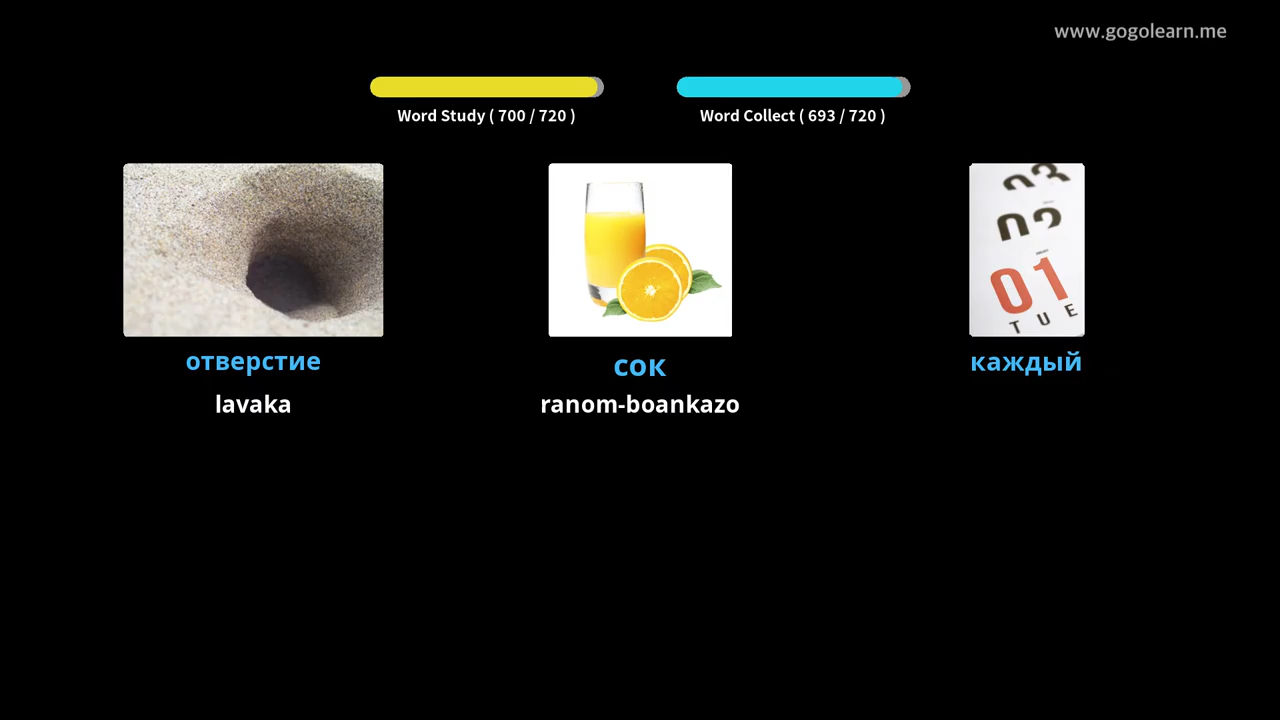 www.gogolearn.me
Word Study ( 700 / 720 )
Word Collect ( 693 / 720 )
02
01
TUE
отверстие
сок
каждый
lavaka
ranom-boankazo